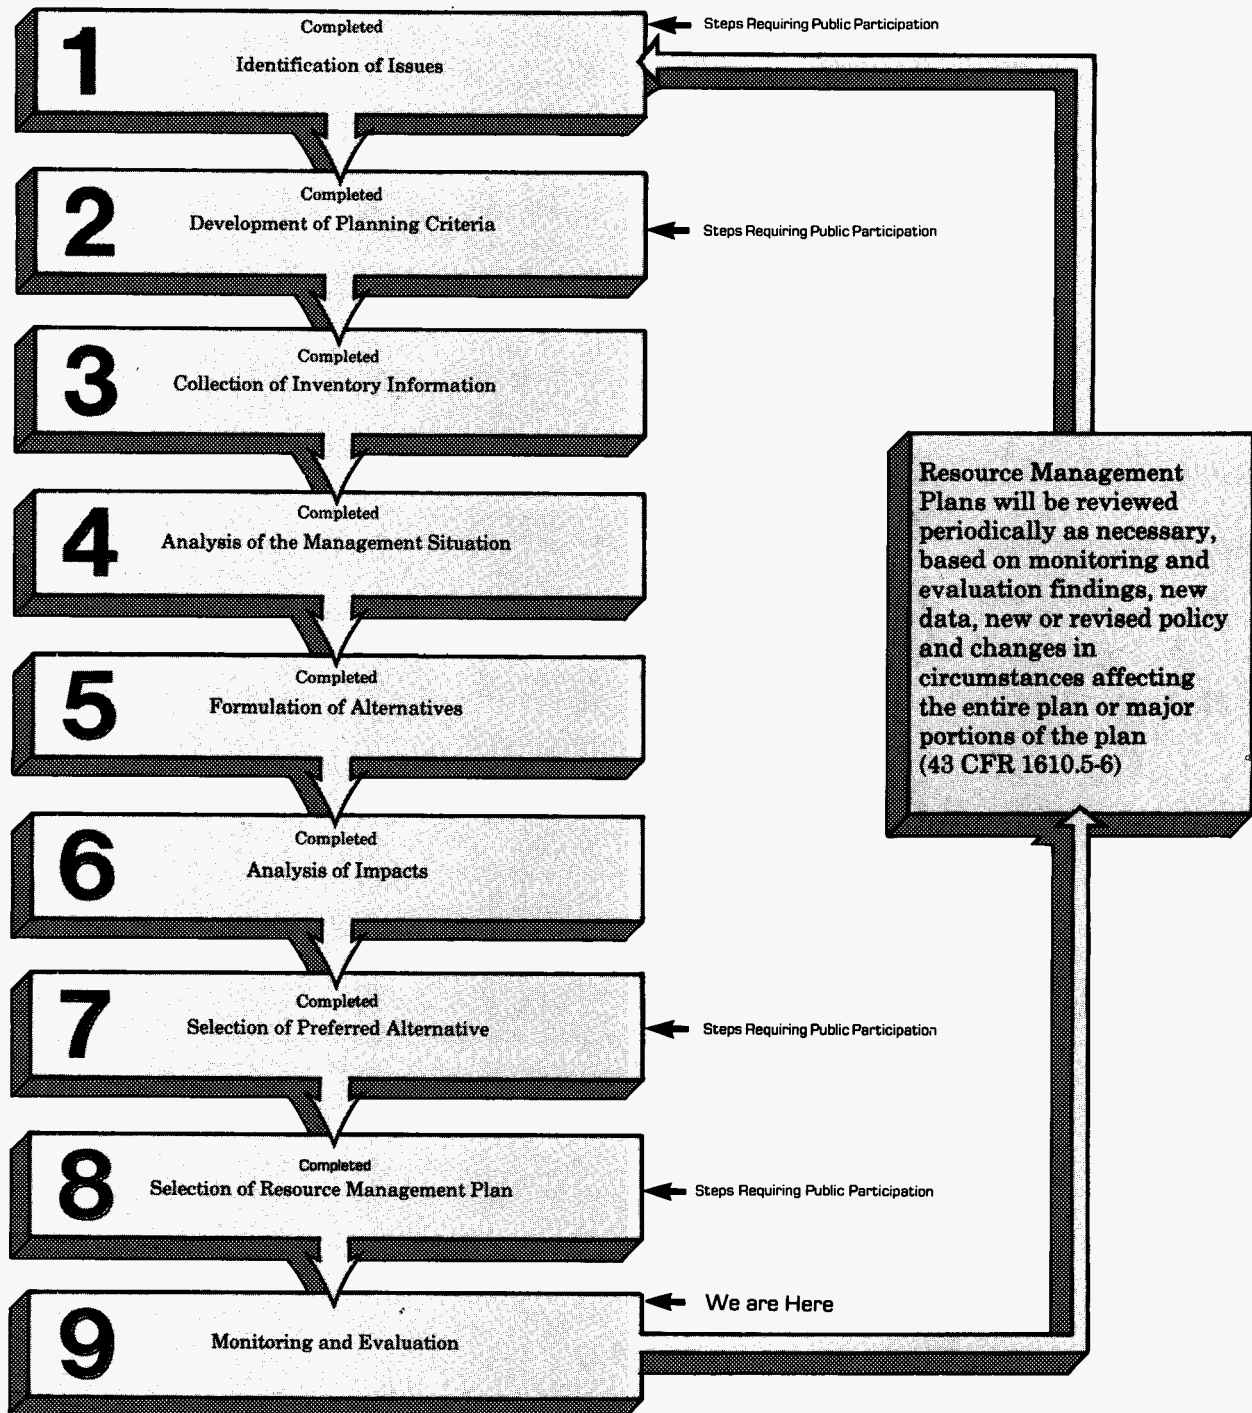 1
Completed
Identification of Issues
Steps Requiring Public Participation
2
Completed
Development of Planning Criteria
Steps Requiring Public Participation
3
Completed
Collection of Inventory Information
4
Completed
Analysis of the Management Situation
5
Completed
Formulation of Alternatives
6
Completed
Analysis of Impacts
7
Completed
Selection of Preferred Alternative
Steps Requiring Public Participation
8
Completed
Selection of Resource Management Plan
Steps Requiring Public Participation
9
Monitoring and Evaluation
We are Here
Resource Management
Plans will be reviewed
periodically as necessary,
based on monitoring and
evaluation findings, new
data, new or revised policy
and changes in
circumstances affecting
the entire plan or major
portions of the plan
(43 CFR 1610.5-6)